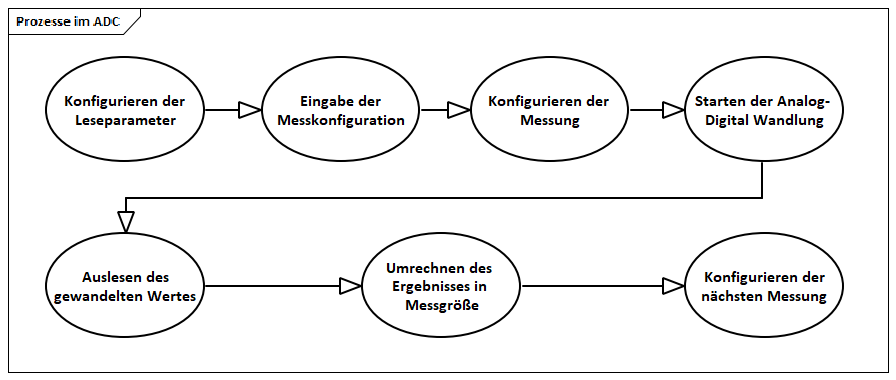 Prozesse im ADC
Konfigurieren der
Leseparameter
Eingabe der
Messkonfiguration
Konfigurieren der
Messung
Starten der Analog-
Digital Wandlung
Auslesen des
gewandelten Wertes
Umrechnen des
Ergebnisses in
Messgröße
Konfigurieren der
nächsten Messung